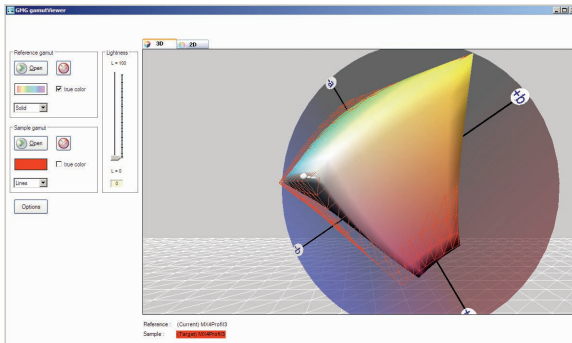 GMG gamutViewer
3D 2D
Reference gamut
Open
true color
Solid
Lightness
L = 100
L = 0
0
Sample gamut
Open
true color
Lines
Options
+b
-b
Reference : (Current) MX4Profil3
Sample : (Target) MX4Profil3